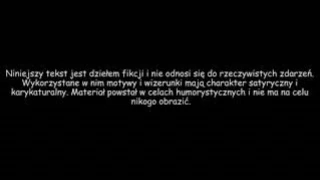 Niniejszy tekst jest dziełem fikcji i nie odnosi się do rzeczywistych zdarzeń.
Wykorzystane w nim motywy i wizerunki mają charakter satyryczny i
karykaturalny. Materiał powstał w celach humorystycznych i nie ma na celu
nikogo obrazić.